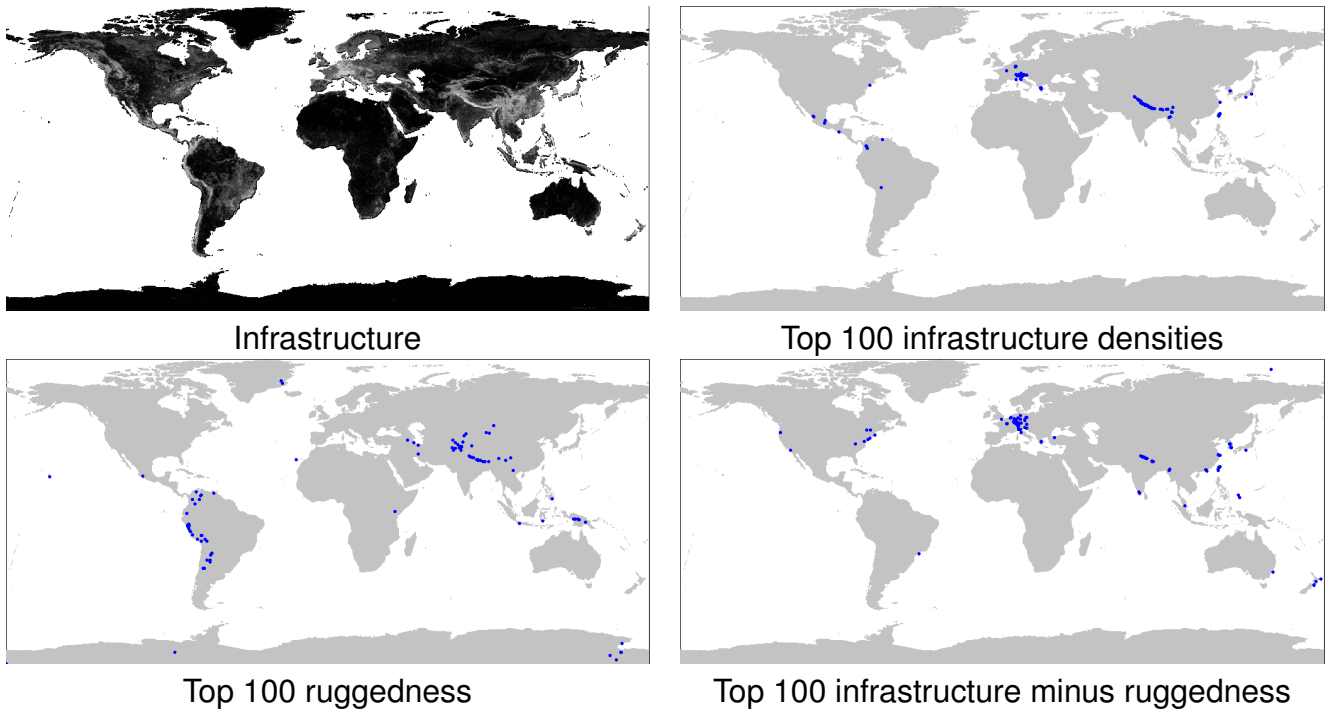 Infrastructure
Top 100 infrastructure densities
Top 100 ruggedness
Top 100 infrastructure minus ruggedness